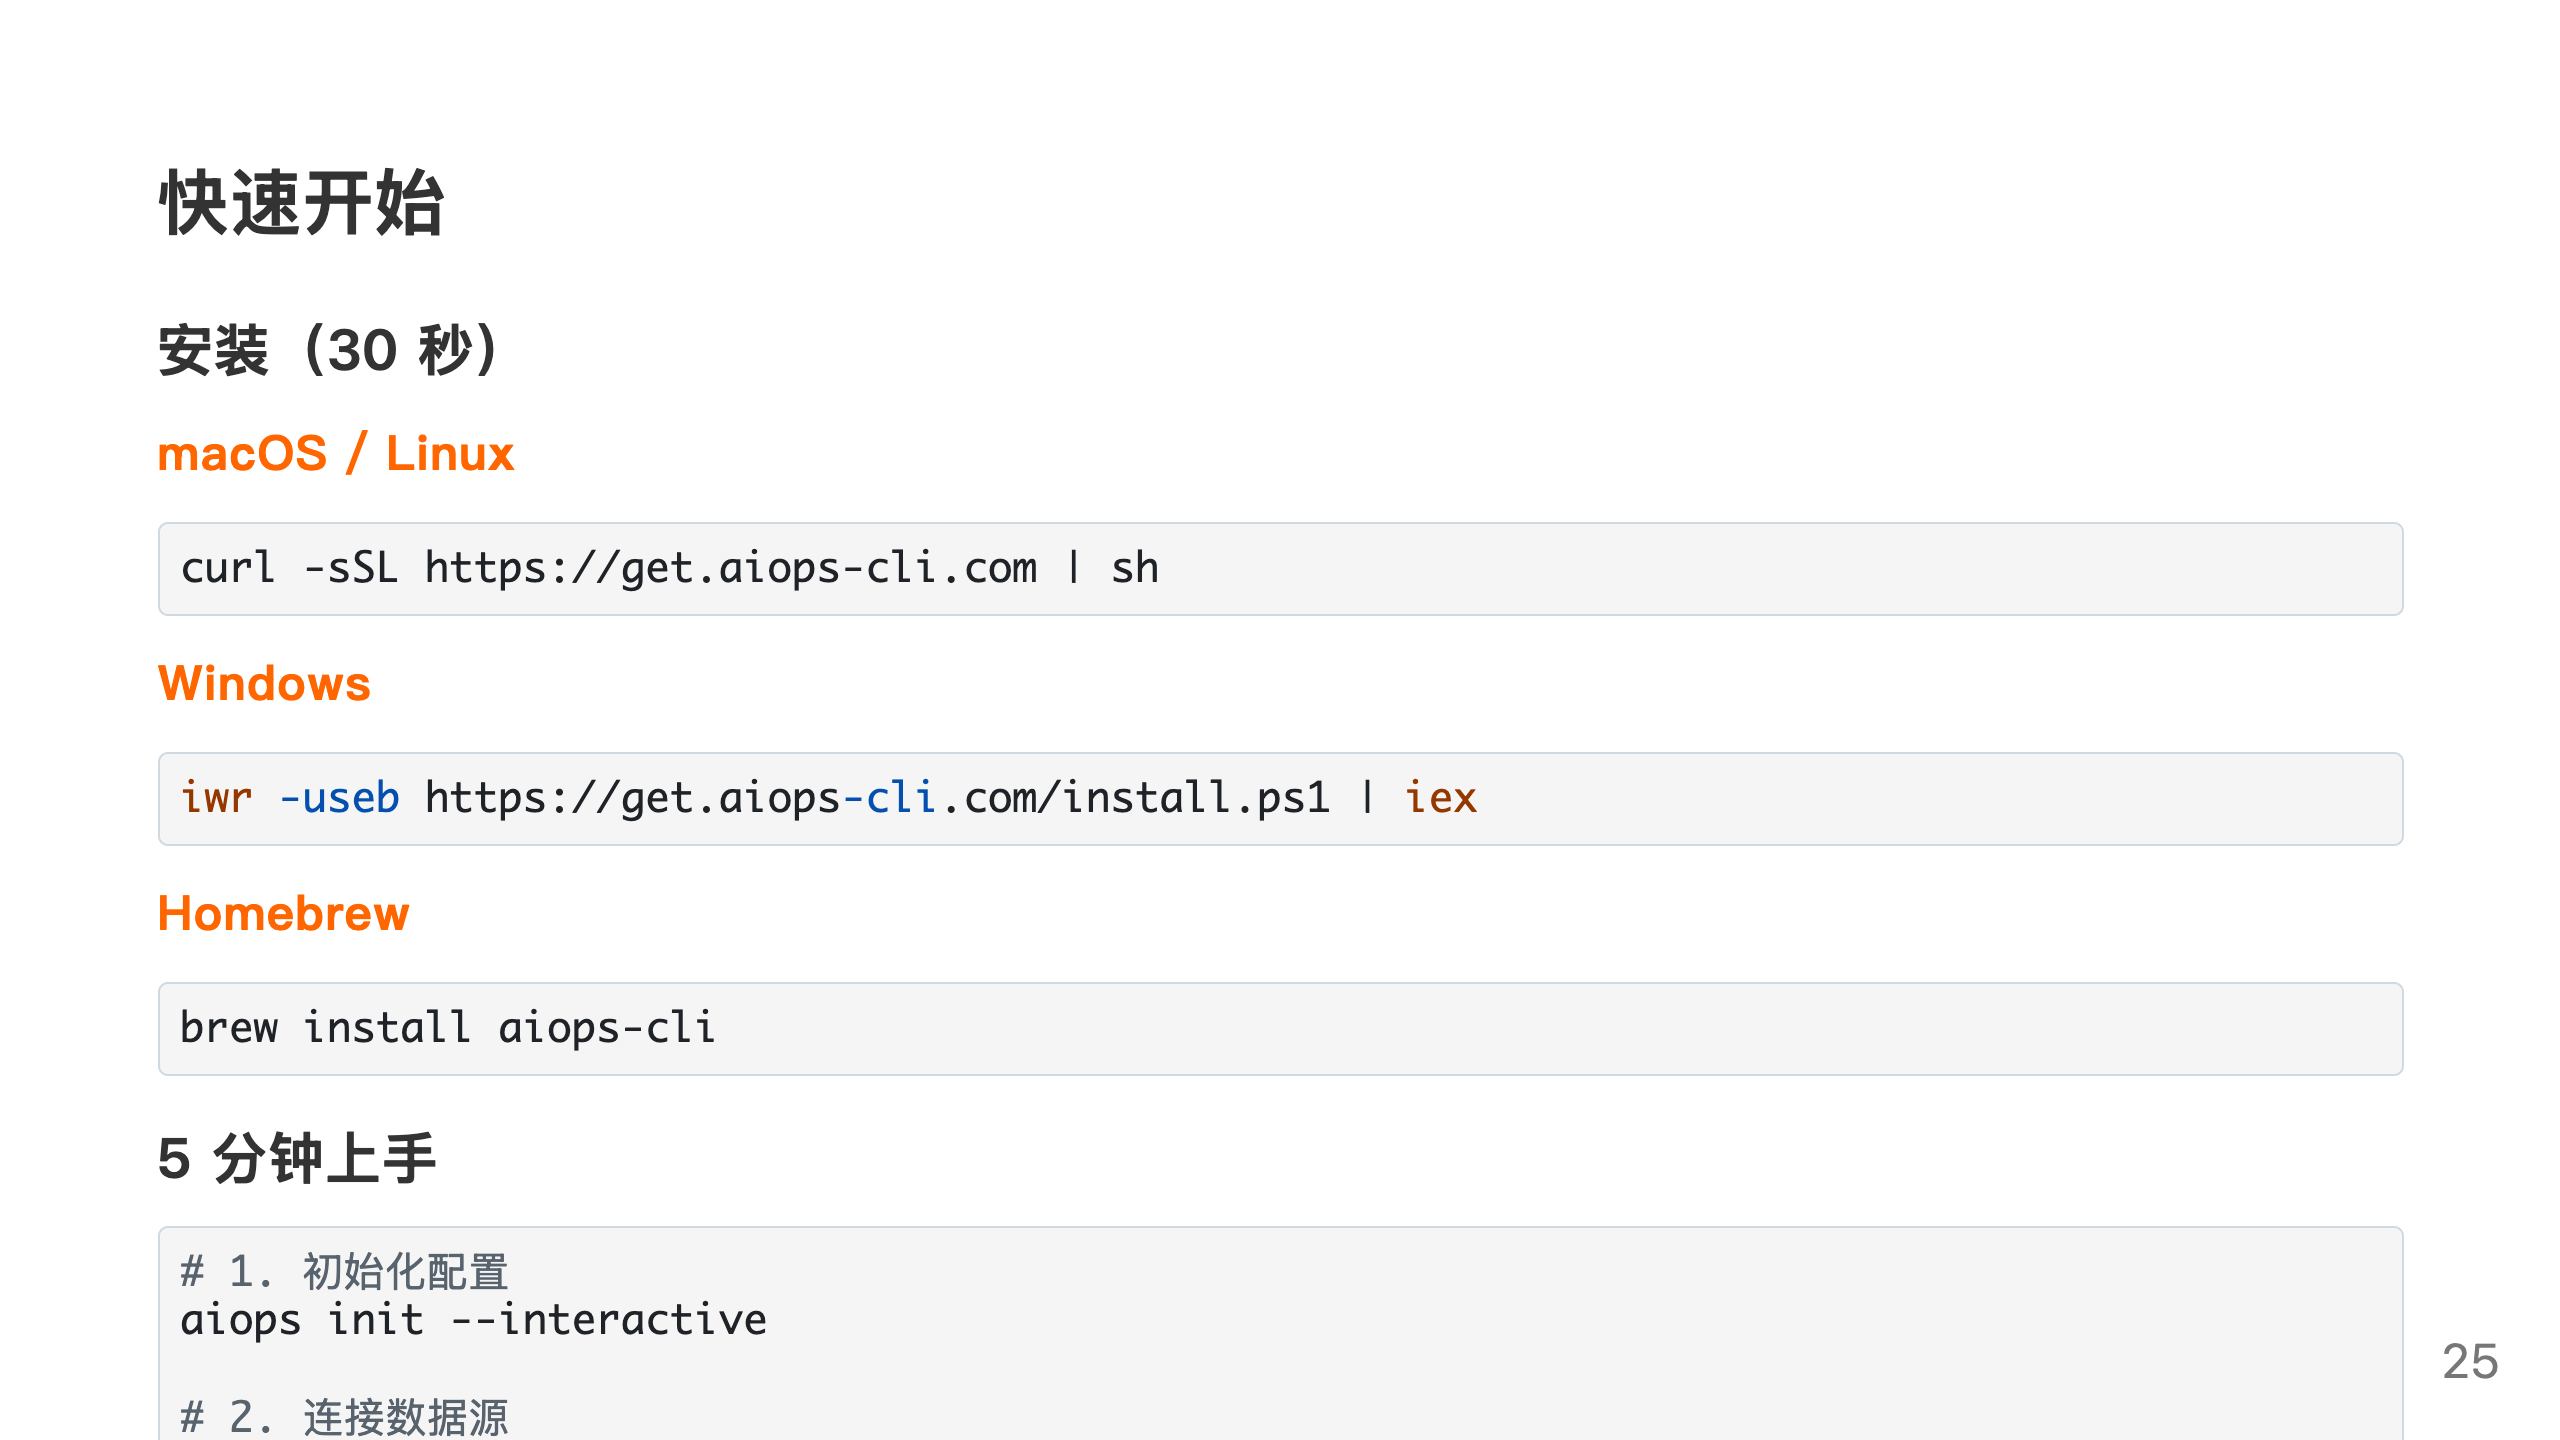 快速开始
安装（30 秒）
macOS / Linux
curl -sSL https://get.aiops-cli.com | sh
Windows
iwr -useb https://get.aiops-cli.com/install.ps1 | iex
Homebrew
brew install aiops-cli
5 分钟上手
# 1. 初始化配置
aiops init --interactive
# 2. 连接数据源
25